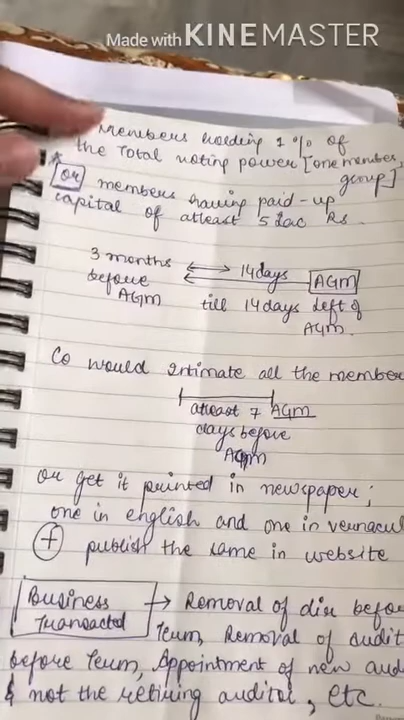 Made with KINEMASTER
Members holding 1% of
the Total voting power [one member,
group]
or members having paid-up
capital of atleast 5 lac Rs.
3 months 14 days AGM
before
AGM till 14 days left of
AGM.
Co would intimate all the member
atleast 7 AGM
days before
AGM
or get it printed in newspaper;
one in english and one in vernacul
+ publish the same in website
Business → Removal of dire befo
Transacted Term, Removal of audit
before Term, Appointment of new aud
& not the retiring auditor, etc.